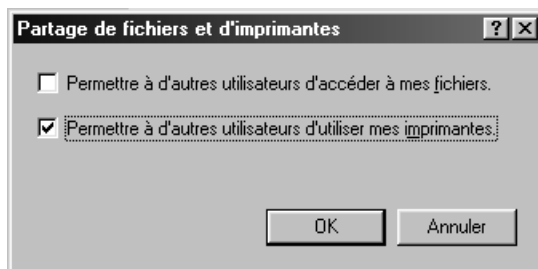 Partage de fichiers et d'imprimantes
Permettre à d'autres utilisateurs d'accéder à mes fichiers.
Permettre à d'autres utilisateurs d'utiliser mes imprimantes.
OK Annuler